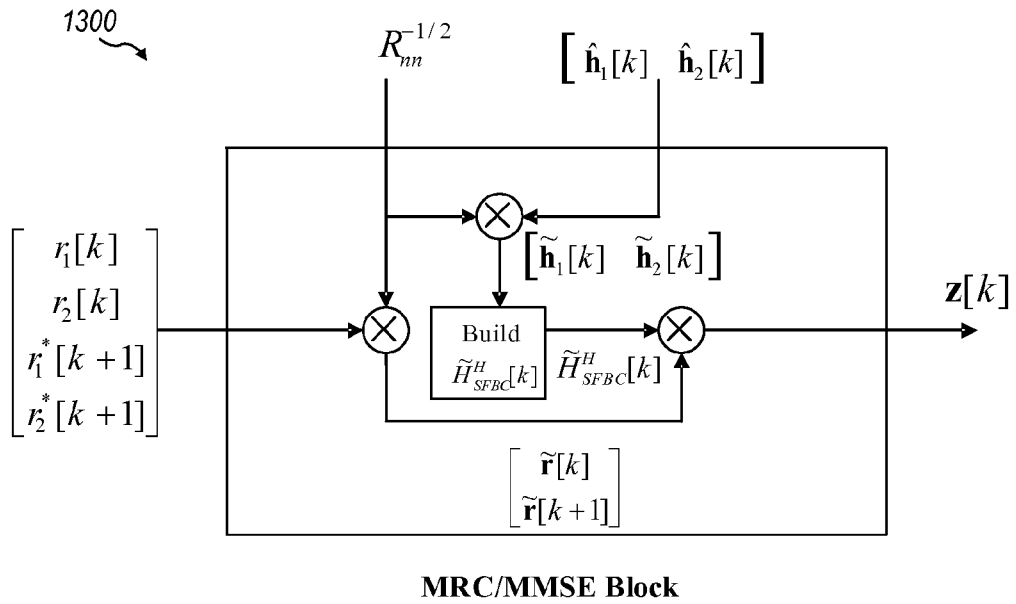 1300
R_{nn}^{-1/2}
[ ĥ₁[k] ĥ₂[k] ]
[ h̃₁[k] h̃₂[k] ]
r₁[k]
r₂[k]
r₁*[k+1]
r₂*[k+1]
Build
H̃^H_{SFBC}[k]
H̃^H_{SFBC}[k]
z[k]
r̃[k]
r̃[k+1]
MRC/MMSE Block